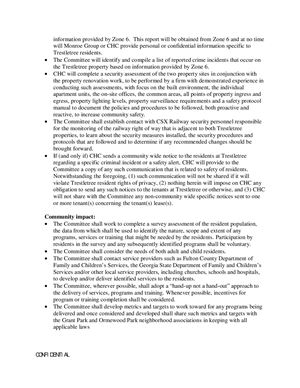 information provided by Zone 6. This report will be obtained from Zone 6 and at no time
will Monroe Group or CHC provide personal or confidential information specific to
Trestletree residents.
• The Committee will identify and compile a list of reported crime incidents that occur on
the Trestletree property based on information provided by Zone 6.
• CHC will complete a security assessment of the two property sites in conjunction with
the property renovation work, to be performed by a firm with demonstrated experience in
conducting such assessments, with focus on the built environment, the individual
apartment units, the on-site offices, the common areas, all points of property ingress and
egress, property lighting levels, property surveillance requirements and a safety protocol
manual to document the policies and procedures to be followed, both proactive and
reactive, to increase community safety.
• The Committee shall establish contact with CSX Railway security personnel responsible
for the monitoring of the railway right of way that is adjacent to both Trestletree
properties, to learn about the security measures installed, the security procedures and
protocols that are followed and to determine if any recommended changes should be
brought forward.
• If (and only if) CHC sends a community wide notice to the residents at Trestletree
regarding a specific criminal incident or a safety alert, CHC will provide to the
Committee a copy of any such communication that is related to safety of residents.
Notwithstanding the foregoing, (1) such communication will not be shared if it will
violate Trestletree resident rights of privacy, (2) nothing herein will impose on CHC any
obligation to send any such notices to the tenants at Trestletree or otherwise, and (3) CHC
will not share with the Committee any non-community wide specific notices sent to one
or more tenant(s) concerning the tenant(s) lease(s).
Community impact:
• The Committee shall work to complete a survey of the resident population,
the data from which shall be used to identify the nature, scope and extent of any
programs, services or training that might be needed by the residents. Participation by
residents in the survey and any subsequently identified programs shall be voluntary.
• The Committee shall consider the needs of both adult and child residents.
• The Committee shall contact service providers such as Fulton County Department of
Family and Children's Services, the Georgia State Department of Family and Children's
Services and/or other local service providers, including churches, schools and hospitals,
to develop and/or deliver identified services to the residents.
• The Committee, wherever possible, shall adopt a "hand-up not a hand-out" approach to
the delivery of services, programs and training. Whenever possible, incentives for
program or training completion shall be considered.
• The Committee shall develop metrics and targets to work toward for any programs being
delivered and once considered and developed shall share such metrics and targets with
the Grant Park and Ormewood Park neighborhood associations in keeping with all
applicable laws
CONFIDENTIAL